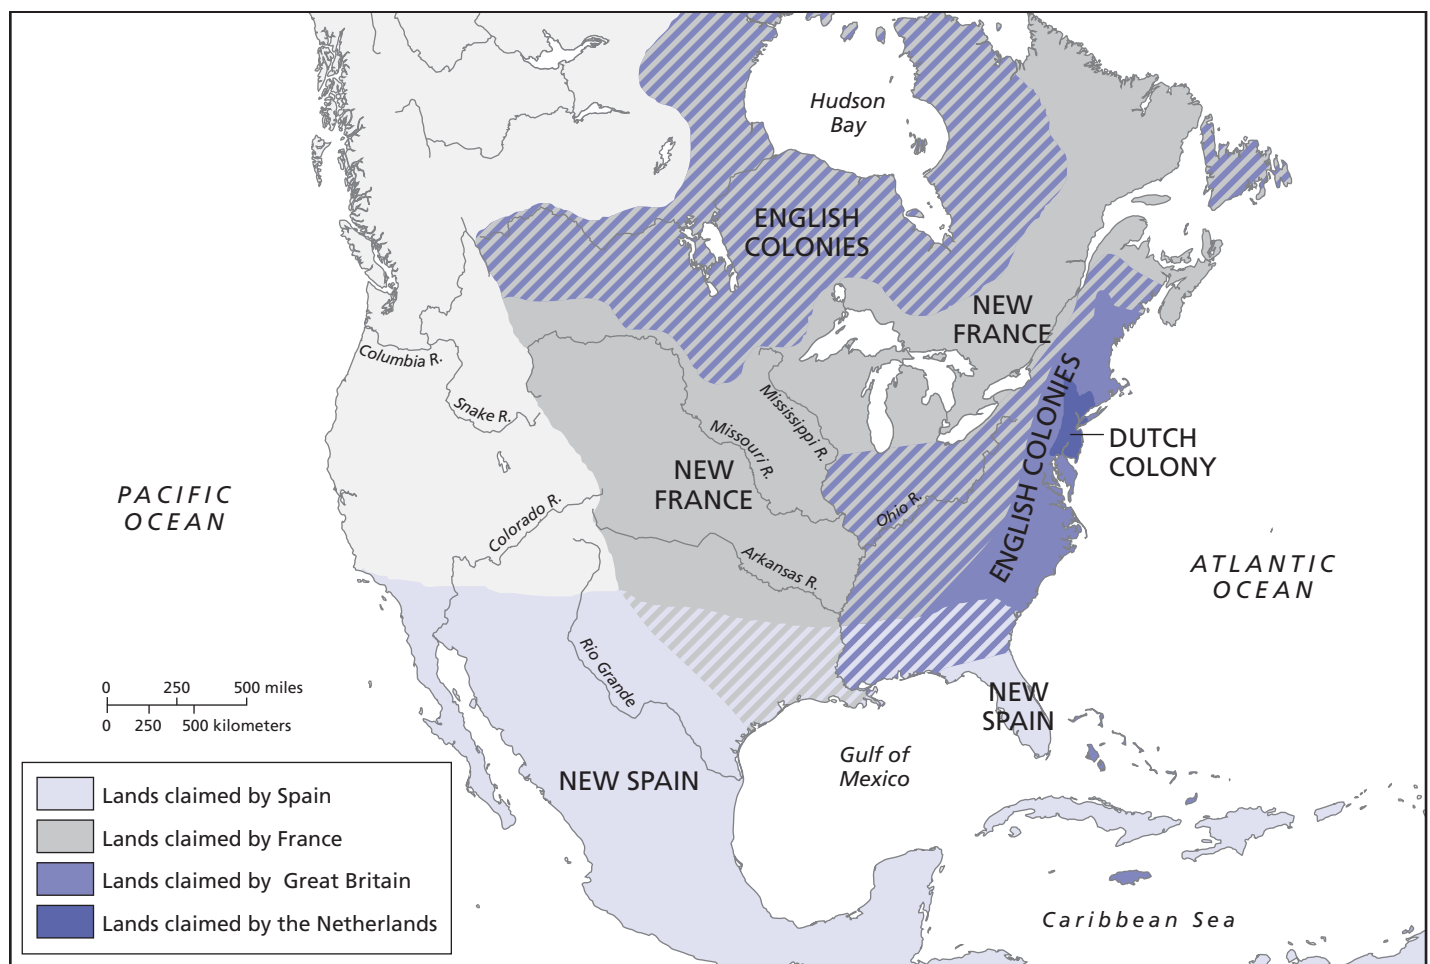 Hudson
Bay
ENGLISH
COLONIES
NEW
FRANCE
Columbia R.
Snake R.
Mississippi R.
Missouri R.
ENGLISH COLONIES
DUTCH
COLONY
NEW
FRANCE
PACIFIC
OCEAN
Colorado R.
Ohio R.
Arkansas R.
ATLANTIC
OCEAN
Rio Grande
0 250 500 miles
0 250 500 kilometers
NEW
SPAIN
Gulf of
Mexico
NEW SPAIN
Lands claimed by Spain
Lands claimed by France
Lands claimed by Great Britain
Lands claimed by the Netherlands
Caribbean Sea